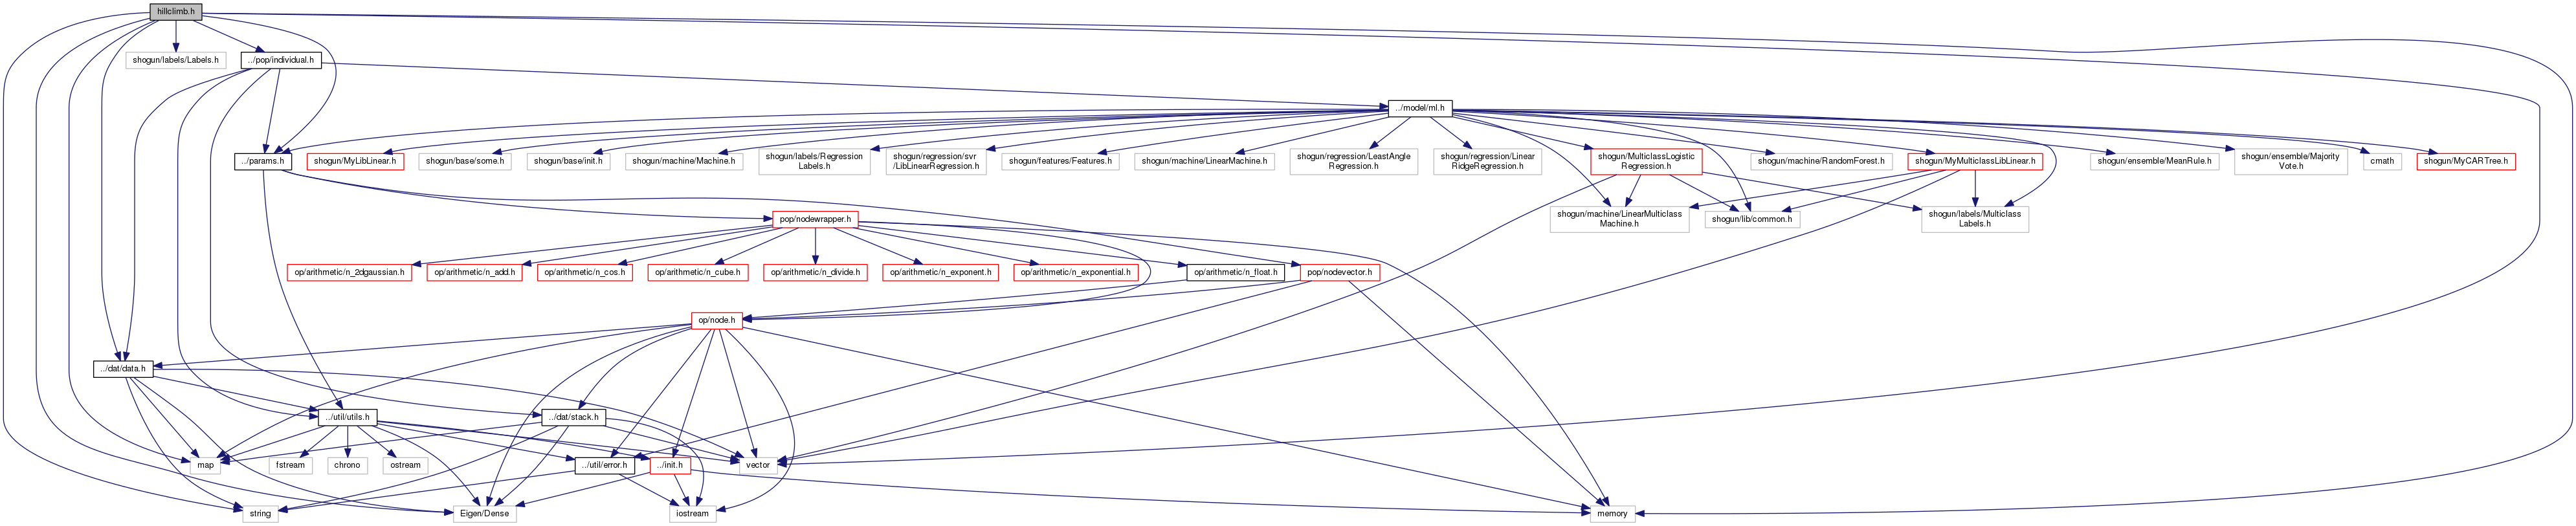 hillclimb.h
shogun/labels/Labels.h
../pop/individual.h
../model/ml.h
../params.h
shogun/MyLibLinear.h
shogun/base/some.h
shogun/base/init.h
shogun/machine/Machine.h
shogun/labels/Regression
Labels.h
shogun/regression/svr
/LibLinearRegression.h
shogun/features/Features.h
shogun/machine/LinearMachine.h
shogun/regression/LeastAngle
Regression.h
shogun/regression/Linear
RidgeRegression.h
shogun/MulticlassLogistic
Regression.h
shogun/machine/RandomForest.h
shogun/MyMulticlassLibLinear.h
shogun/ensemble/MeanRule.h
shogun/ensemble/Majority
Vote.h
cmath
shogun/MyCARTree.h
pop/nodewrapper.h
shogun/machine/LinearMulticlass
Machine.h
shogun/lib/common.h
shogun/labels/Multiclass
Labels.h
op/arithmetic/n_2dgaussian.h
op/arithmetic/n_add.h
op/arithmetic/n_cos.h
op/arithmetic/n_cube.h
op/arithmetic/n_divide.h
op/arithmetic/n_exponent.h
op/arithmetic/n_exponential.h
op/arithmetic/n_float.h
pop/nodevector.h
op/node.h
../dat/data.h
../util/utils.h
../dat/stack.h
map
fstream
chrono
ostream
../util/error.h
../init.h
vector
string
Eigen/Dense
iostream
memory